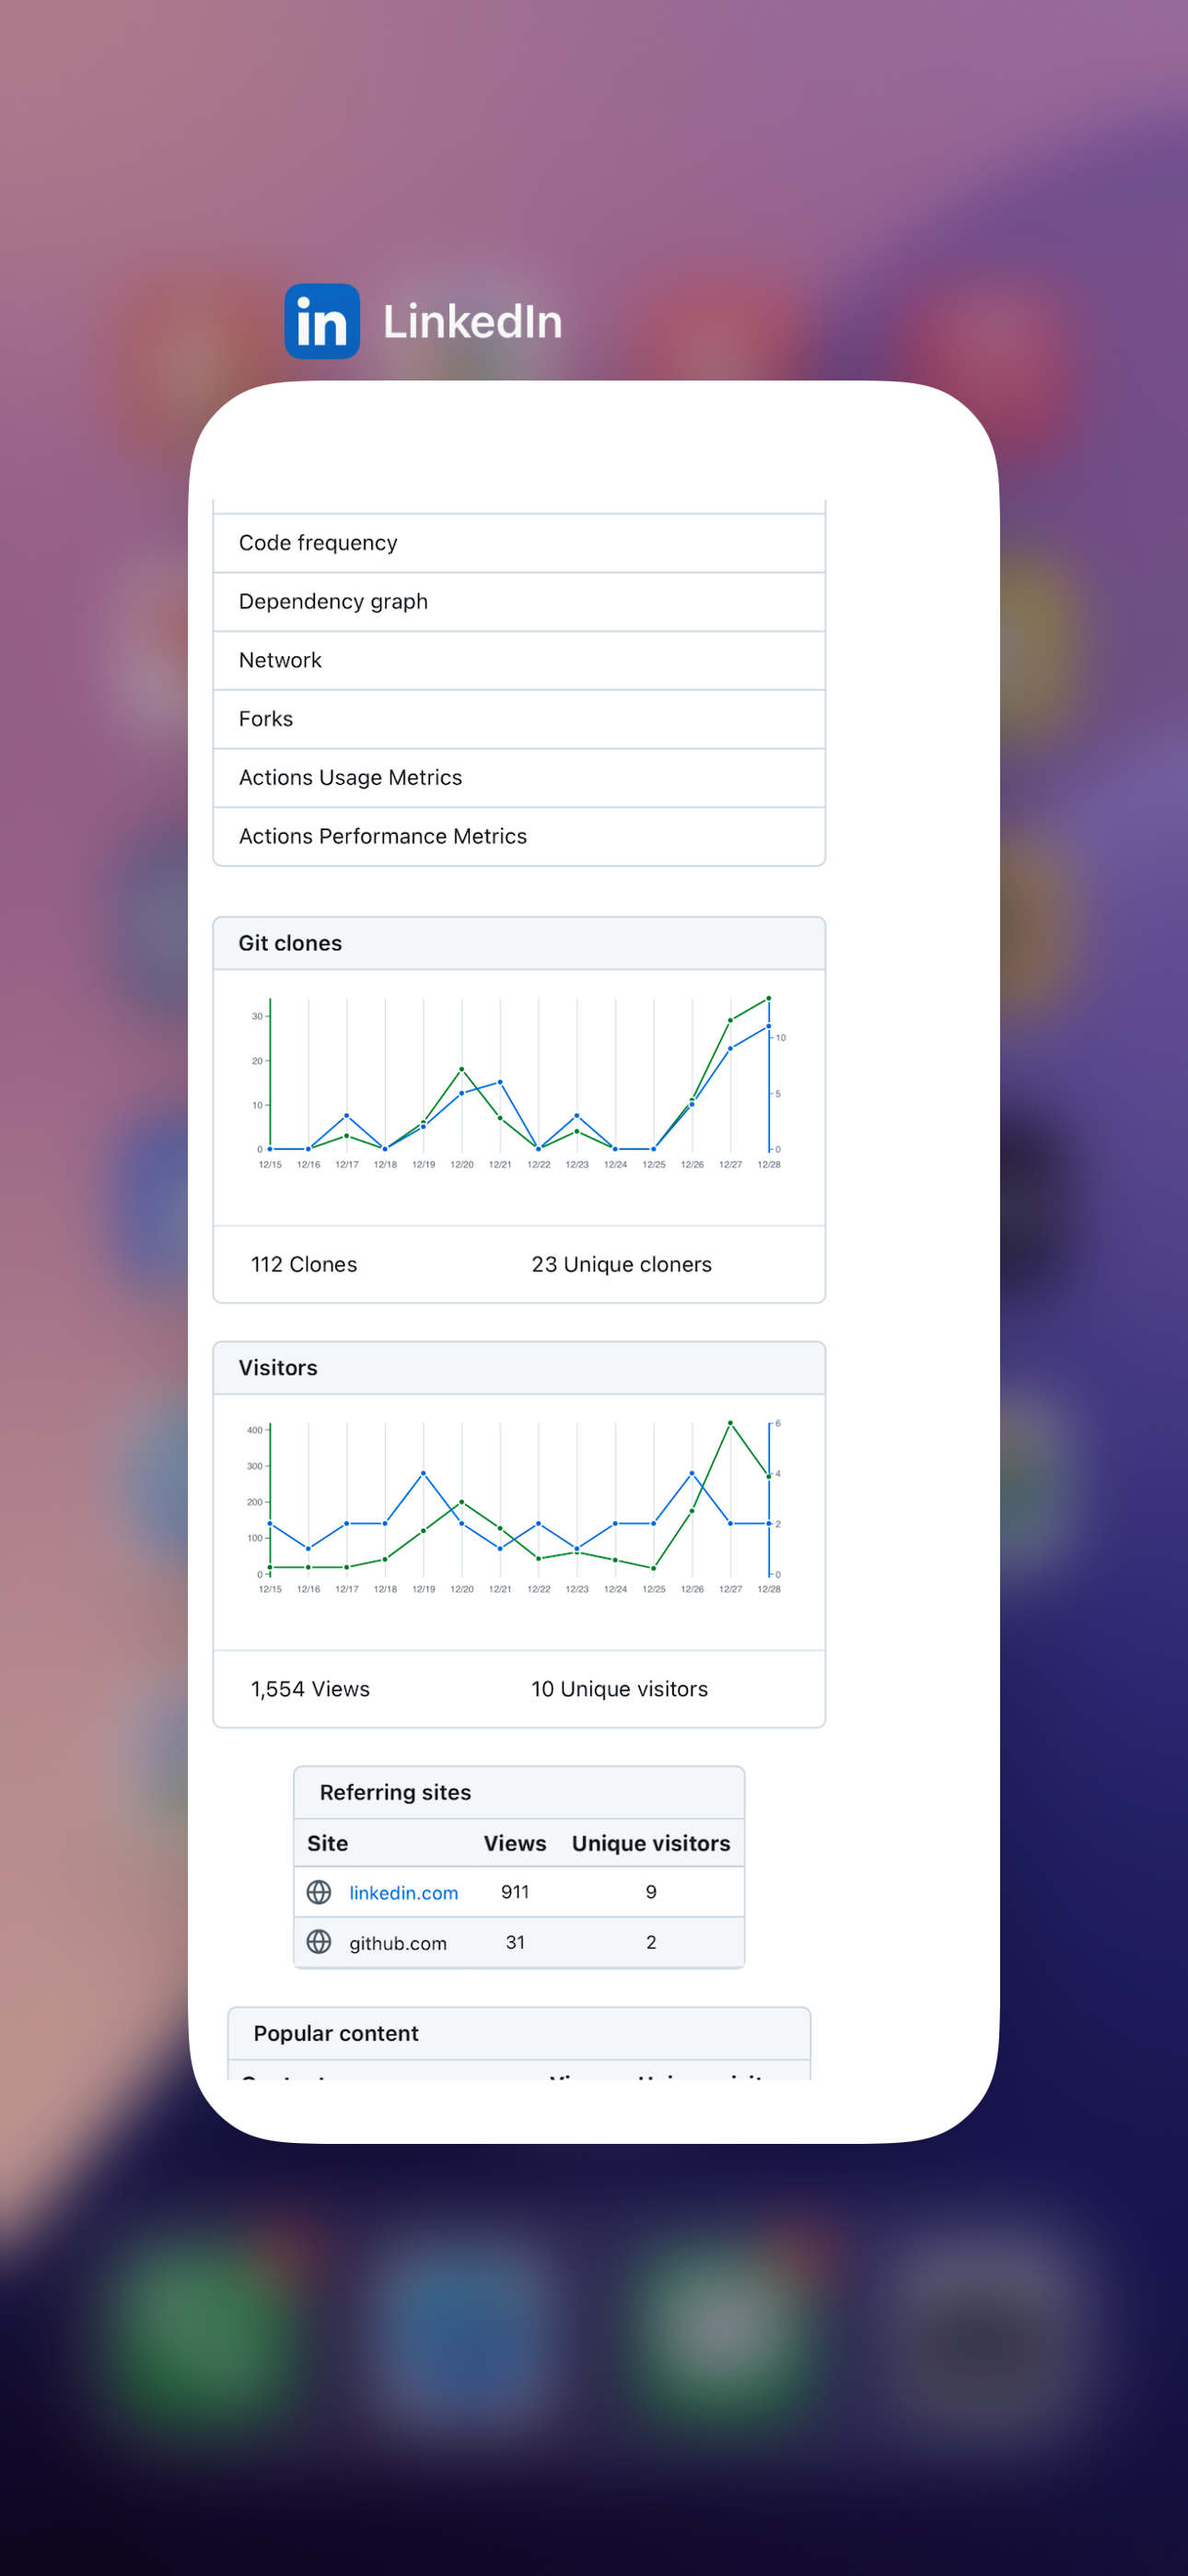 in LinkedIn
Code frequency
Dependency graph
Network
Forks
Actions Usage Metrics
Actions Performance Metrics
Git clones
30
20
10
0
10
5
0
12/15 12/16 12/17 12/18 12/19 12/20 12/21 12/22 12/23 12/24 12/25 12/26 12/27 12/28
112 Clones 23 Unique cloners
Visitors
400
300
200
100
0
6
4
2
0
12/15 12/16 12/17 12/18 12/19 12/20 12/21 12/22 12/23 12/24 12/25 12/26 12/27 12/28
1,554 Views 10 Unique visitors
Referring sites
Site Views Unique visitors
linkedin.com 911 9
github.com 31 2
Popular content